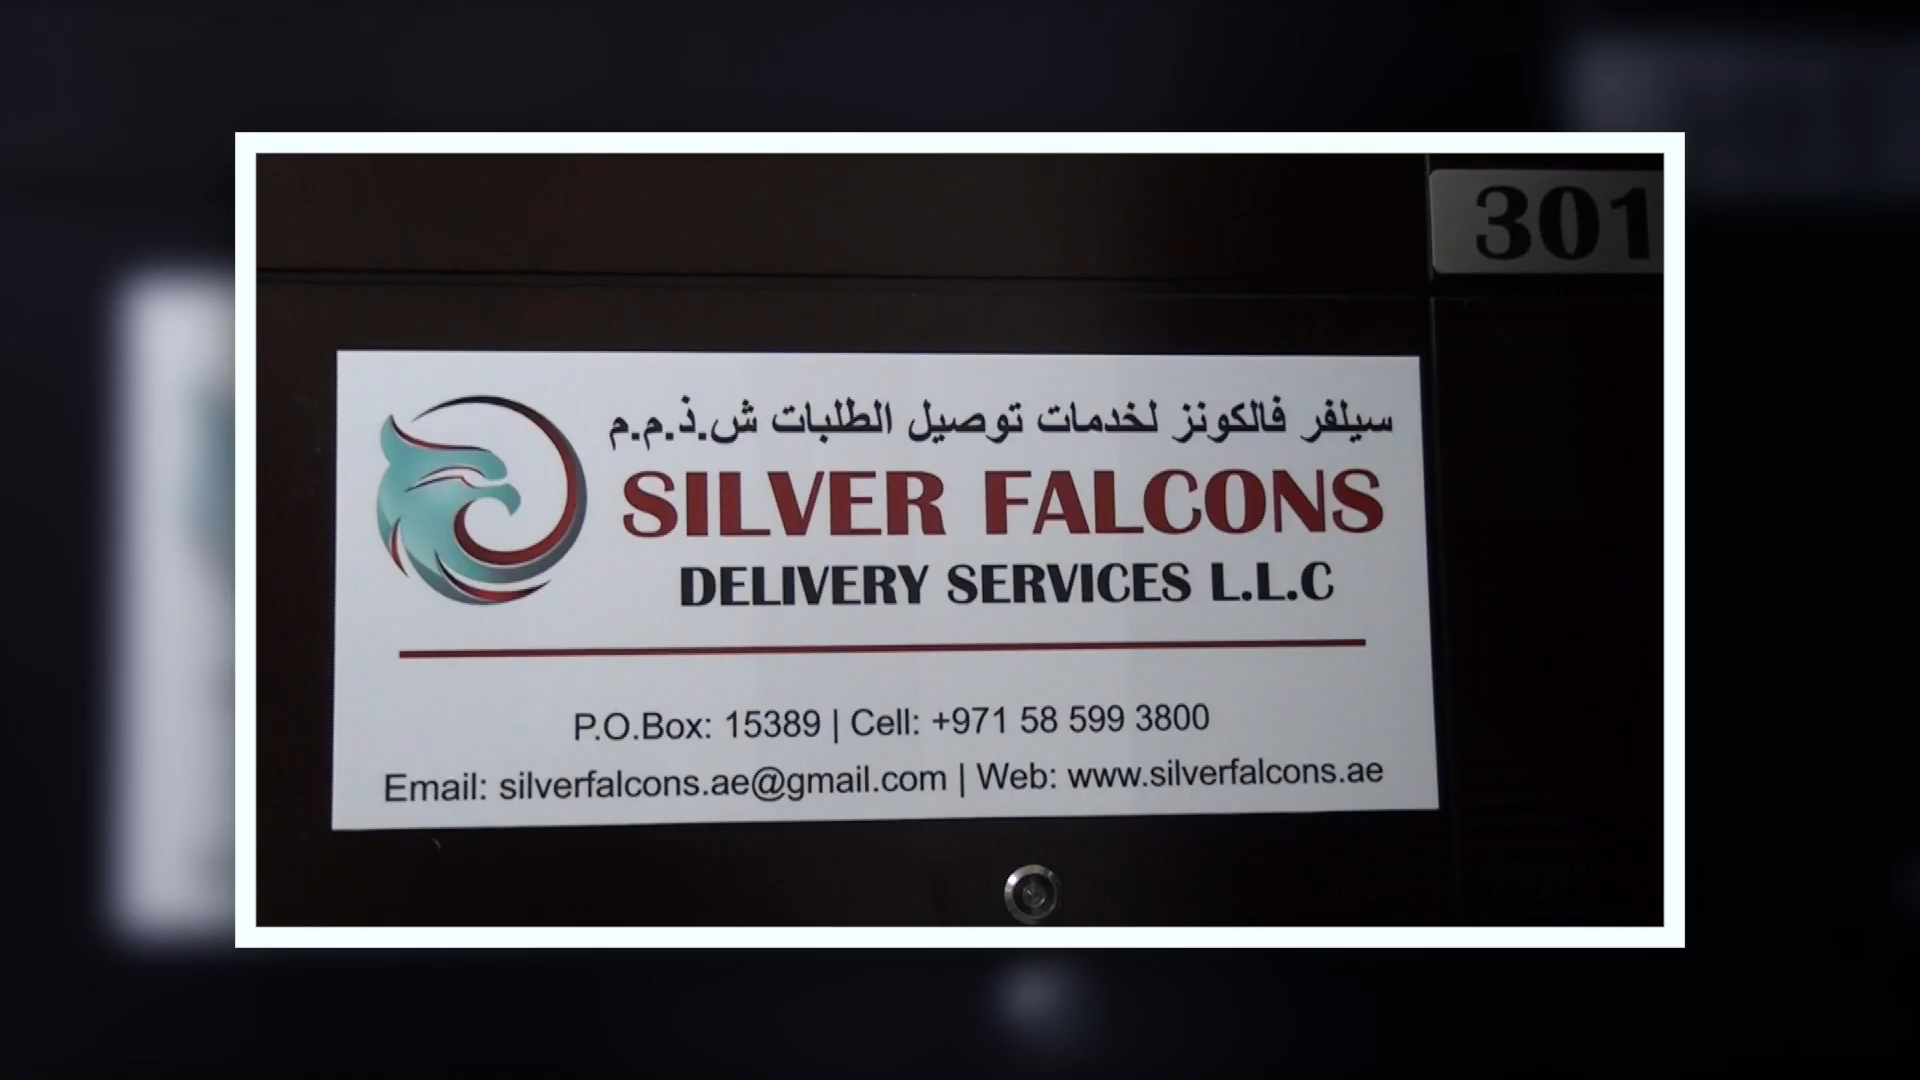 301
سيلفر فالكونز لخدمات توصيل الطلبات ش.ذ.م.م
SILVER FALCONS
DELIVERY SERVICES L.L.C
P.O.Box: 15389 | Cell: +971 58 599 3800
Email: silverfalcons.ae@gmail.com | Web: www.silverfalcons.ae